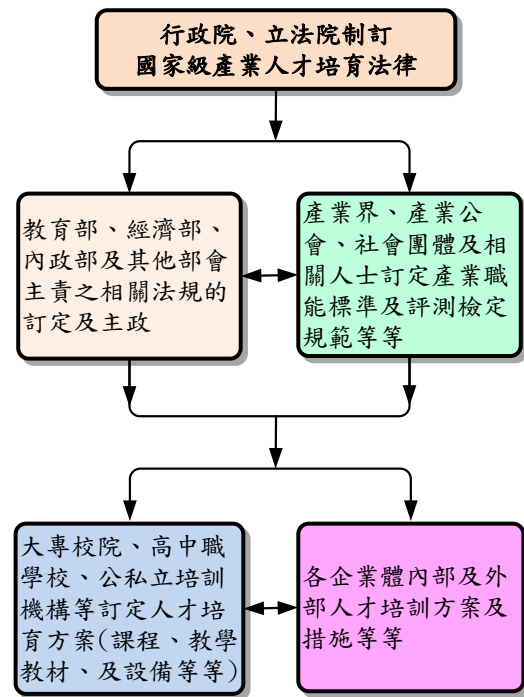 行政院、立法院制訂
國家級產業人才培育法律
教育部、經濟部、
內政部及其他部會
主責之相關法規的
訂定及主政
產業界、產業公
會、社會團體及相
關人士訂定產業職
能標準及評測檢定
規範等等
大專校院、高中職
學校、公私立培訓
機構等訂定人才培
育方案(課程、教學
教材、及設備等等)
各企業體內部及外
部人才培訓方案及
措施等等